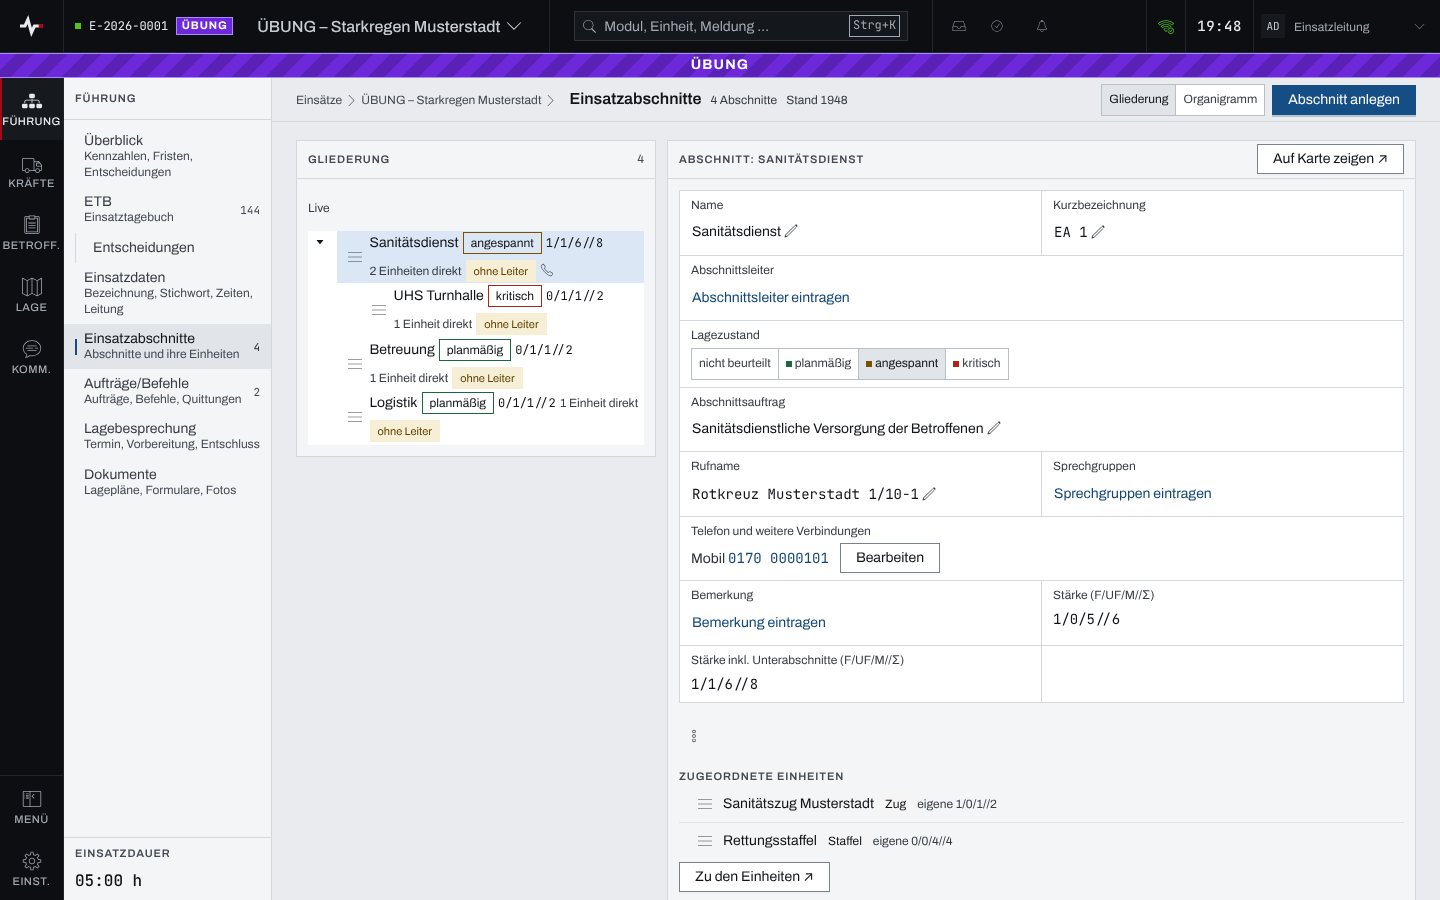 E-2026-0001 ÜBUNG ÜBUNG – Starkregen Musterstadt Modul, Einheit, Meldung ... Strg+K 19:48 AD Einsatzleitung
ÜBUNG
FÜHRUNG
KRÄFTE
BETROFF.
LAGE
KOMM.
MENÜ
EINST.
FÜHRUNG
Überblick
Kennzahlen, Fristen,
Entscheidungen
ETB
Einsatztagebuch 144
Entscheidungen
Einsatzdaten
Bezeichnung, Stichwort, Zeiten,
Leitung
Einsatzabschnitte
Abschnitte und ihre Einheiten 4
Aufträge/Befehle
Aufträge, Befehle, Quittungen 2
Lagebesprechung
Termin, Vorbereitung, Entschluss
Dokumente
Lagepläne, Formulare, Fotos
EINSATZDAUER
05:00 h
Einsätze ÜBUNG – Starkregen Musterstadt Einsatzabschnitte 4 Abschnitte Stand 1948 Gliederung Organigramm Abschnitt anlegen
GLIEDERUNG 4
Live
Sanitätsdienst angespannt 1/1/6//8
2 Einheiten direkt ohne Leiter
UHS Turnhalle kritisch 0/1/1//2
1 Einheit direkt ohne Leiter
Betreuung planmäßig 0/1/1//2
1 Einheit direkt ohne Leiter
Logistik planmäßig 0/1/1//2 1 Einheit direkt
ohne Leiter
ABSCHNITT: SANITÄTSDIENST Auf Karte zeigen
Name Kurzbezeichnung
Sanitätsdienst EA 1
Abschnittsleiter
Abschnittsleiter eintragen
Lagezustand
nicht beurteilt planmäßig angespannt kritisch
Abschnittsauftrag
Sanitätsdienstliche Versorgung der Betroffenen
Rufname Sprechgruppen
Rotkreuz Musterstadt 1/10-1 Sprechgruppen eintragen
Telefon und weitere Verbindungen
Mobil 0170 0000101 Bearbeiten
Bemerkung Stärke (F/UF/M//Σ)
Bemerkung eintragen 1/0/5//6
Stärke inkl. Unterabschnitte (F/UF/M//Σ)
1/1/6//8
ZUGEORDNETE EINHEITEN
Sanitätszug Musterstadt Zug eigene 1/0/1//2
Rettungsstaffel Staffel eigene 0/0/4//4
Zu den Einheiten